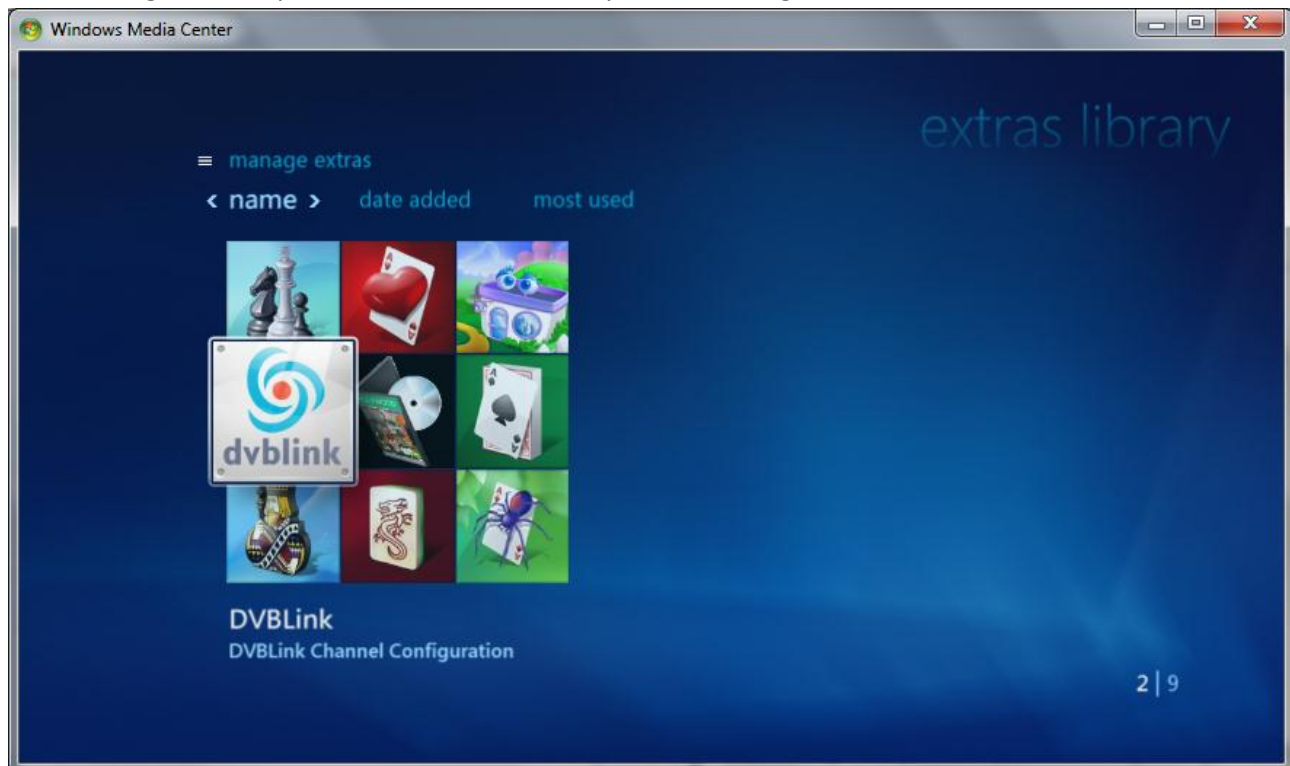 Windows Media Center
extras library
manage extras
< name > date added most used
dvblink
DVBLink
DVBLink Channel Configuration
2 | 9